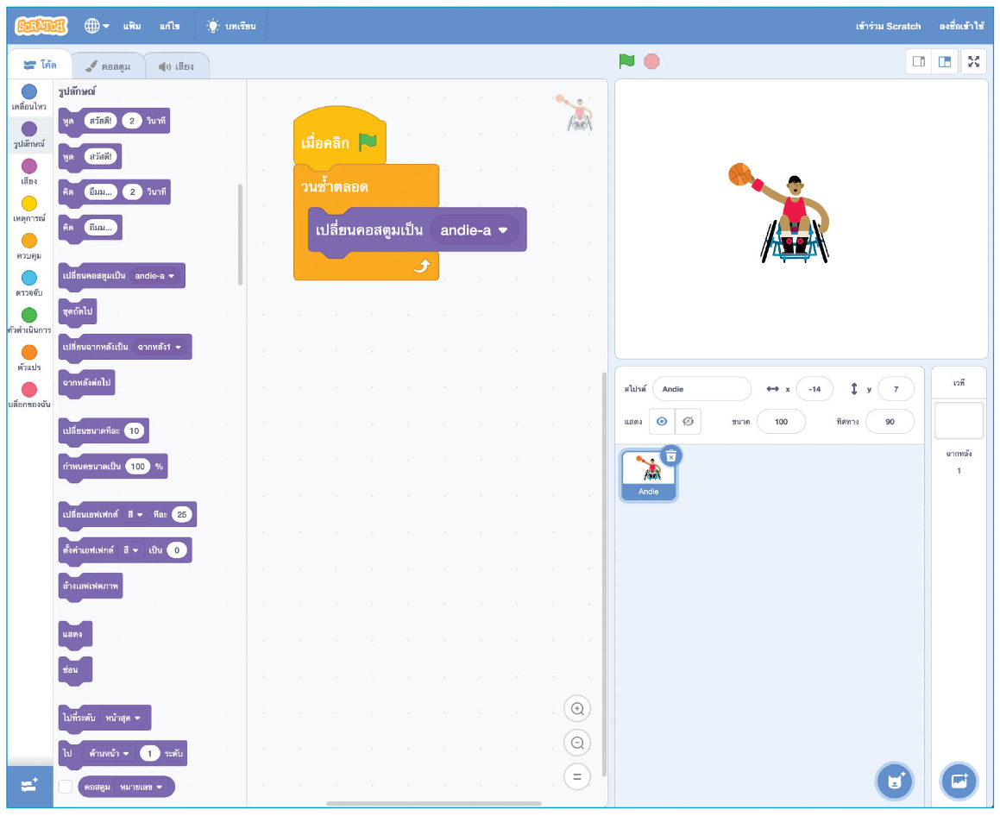 SCRATCH แฟ้ม แก้ไข บทเรียน เข้าร่วม Scratch ลงชื่อเข้าใช้
โค้ด คอสตูม เสียง
เคลื่อนไหว
รูปลักษณ์
เสียง
เหตุการณ์
ควบคุม
ตรวจจับ
ตัวดำเนินการ
ตัวแปร
บล็อกของฉัน
รูปลักษณ์
พูด สวัสดี! 2 วินาที
พูด สวัสดี!
คิด อืมม... 2 วินาที
คิด อืมม...
เปลี่ยนคอสตูมเป็น andie-a
ชุดถัดไป
เปลี่ยนฉากหลังเป็น ฉากหลัง1
ฉากหลังต่อไป
เปลี่ยนขนาดทีละ 10
กำหนดขนาดเป็น 100 %
เปลี่ยนเอฟเฟกต์ สี ทีละ 25
ตั้งค่าเอฟเฟกต์ สี เป็น 0
ล้างเอฟเฟคภาพ
แสดง
ซ่อน
ไปที่ระดับ หน้าสุด
ไป ด้านหน้า 1 ระดับ
คอสตูม หมายเลข
เมื่อคลิก
วนซ้ำตลอด
เปลี่ยนคอสตูมเป็น andie-a
สไปรต์ Andie x -14 y 7
แสดง ขนาด 100 ทิศทาง 90
Andie
เวที
ฉากหลัง
1